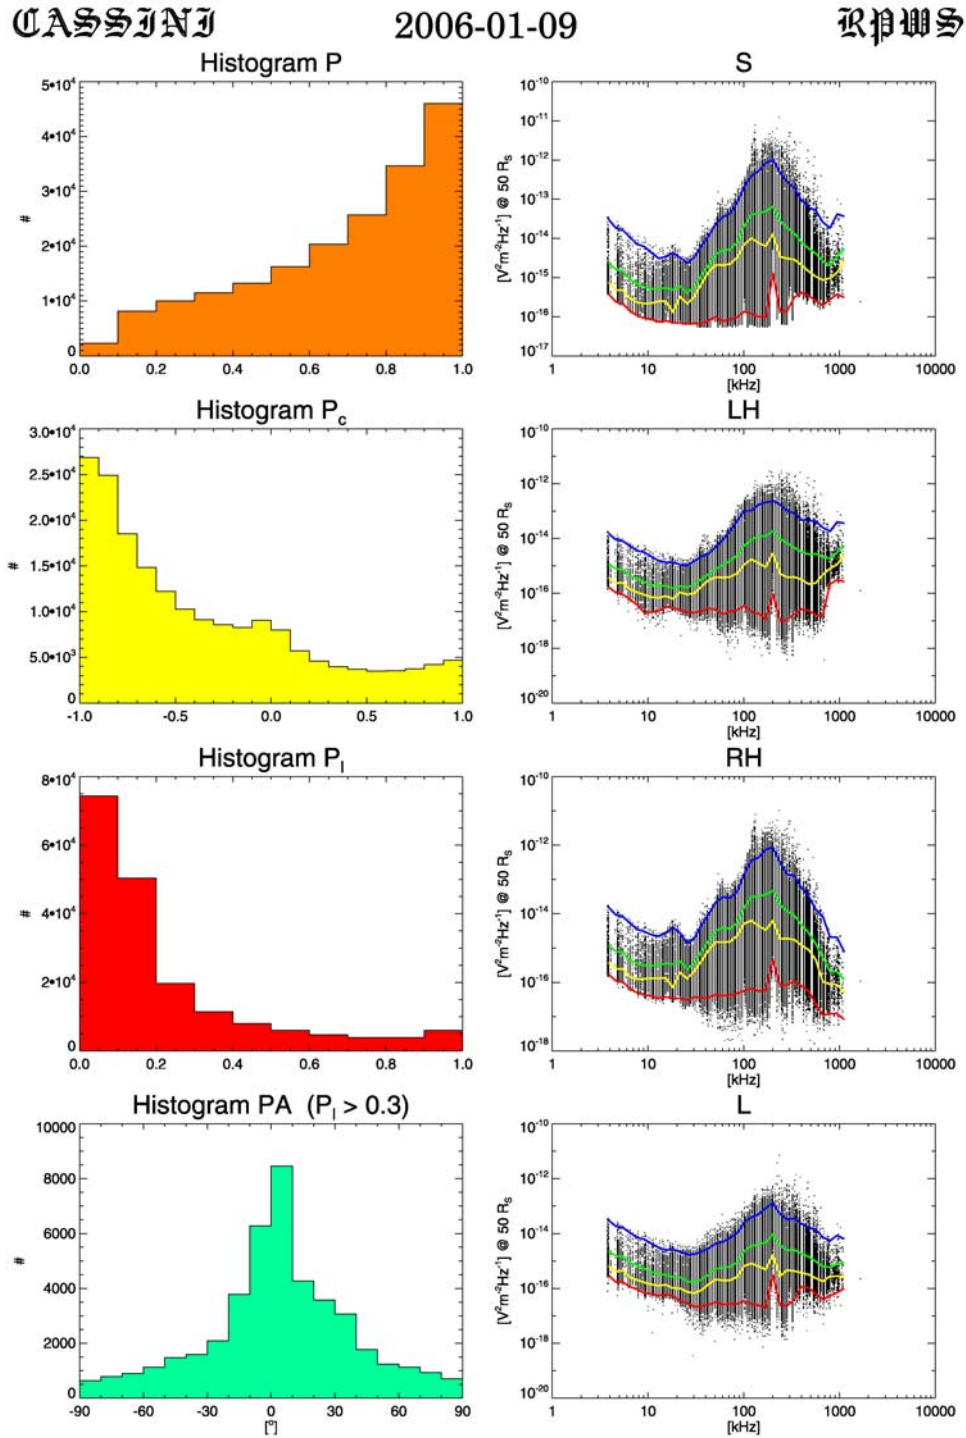 CASSINI 2006-01-09 RPWS
Histogram P
5•10⁴
4•10⁴
3•10⁴
2•10⁴
1•10⁴
0
#
0.0 0.2 0.4 0.6 0.8 1.0
S
10⁻¹⁰
10⁻¹¹
10⁻¹²
10⁻¹³
10⁻¹⁴
10⁻¹⁵
10⁻¹⁶
10⁻¹⁷
[V²m⁻²Hz⁻¹] @ 50 Rₛ
1 10 100 1000 10000
[kHz]
Histogram P꜀
3.0•10⁴
2.5•10⁴
2.0•10⁴
1.5•10⁴
1.0•10⁴
5.0•10³
0
#
-1.0 -0.5 0.0 0.5 1.0
LH
10⁻¹⁰
10⁻¹²
10⁻¹⁴
10⁻¹⁶
10⁻¹⁸
10⁻²⁰
[V²m⁻²Hz⁻¹] @ 50 Rₛ
1 10 100 1000 10000
[kHz]
Histogram Pₗ
8•10⁴
6•10⁴
4•10⁴
2•10⁴
0
#
0.0 0.2 0.4 0.6 0.8 1.0
RH
10⁻¹⁰
10⁻¹²
10⁻¹⁴
10⁻¹⁶
10⁻¹⁸
[V²m⁻²Hz⁻¹] @ 50 Rₛ
1 10 100 1000 10000
[kHz]
Histogram PA (Pₗ > 0.3)
10000
8000
6000
4000
2000
0
#
-90 -60 -30 0 30 60 90
[°]
L
10⁻¹⁰
10⁻¹²
10⁻¹⁴
10⁻¹⁶
10⁻¹⁸
10⁻²⁰
[V²m⁻²Hz⁻¹] @ 50 Rₛ
1 10 100 1000 10000
[kHz]